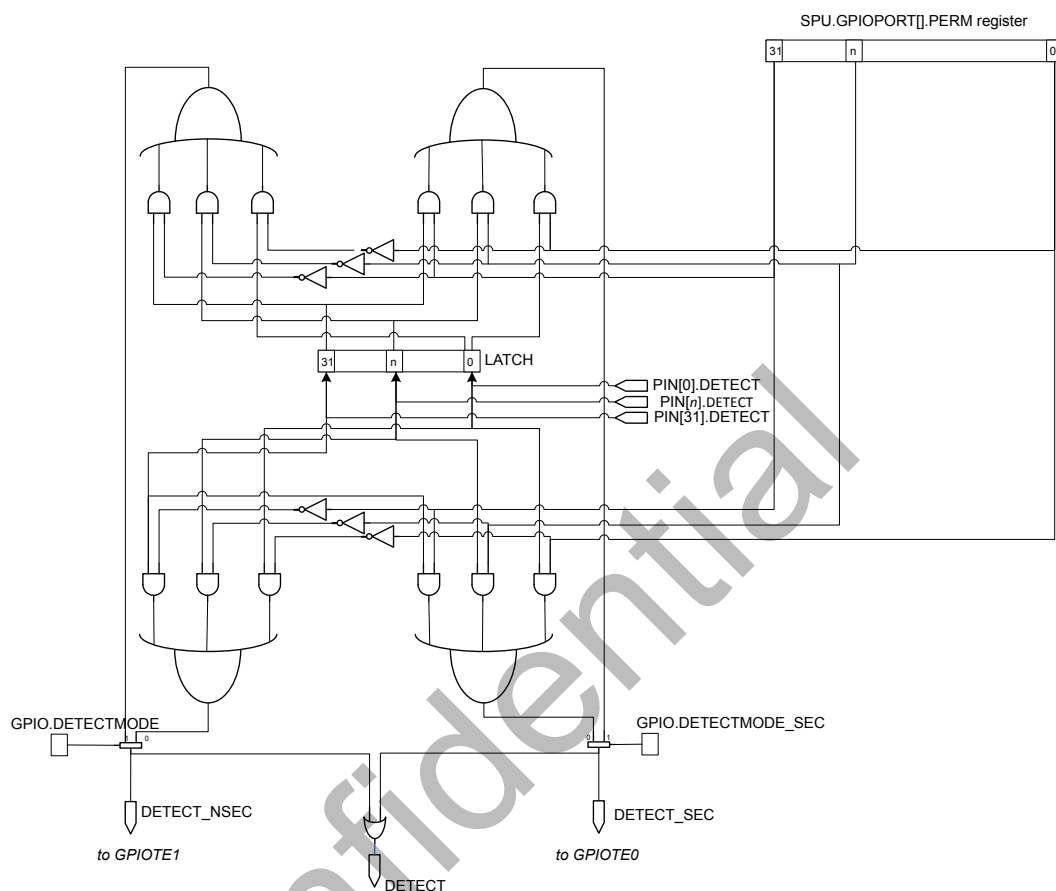 SPU.GPIOPORT[].PERM register
31 n 0
31 n 0 LATCH
PIN[0].DETECT
PIN[n].DETECT
PIN[31].DETECT
GPIO.DETECTMODE
1 0
0 1
GPIO.DETECTMODE_SEC
DETECT_NSEC
DETECT_SEC
to GPIOTE1
to GPIOTE0
DETECT
nfidential